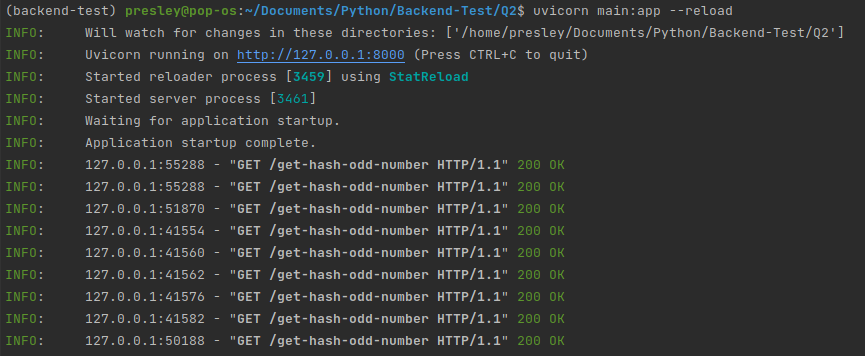 (backend-test) presley@pop-os:~/Documents/Python/Backend-Test/Q2$ uvicorn main:app --reload
INFO:     Will watch for changes in these directories: ['/home/presley/Documents/Python/Backend-Test/Q2']
INFO:     Uvicorn running on http://127.0.0.1:8000 (Press CTRL+C to quit)
INFO:     Started reloader process [3459] using StatReload
INFO:     Started server process [3461]
INFO:     Waiting for application startup.
INFO:     Application startup complete.
INFO:     127.0.0.1:55288 - "GET /get-hash-odd-number HTTP/1.1" 200 OK
INFO:     127.0.0.1:55288 - "GET /get-hash-odd-number HTTP/1.1" 200 OK
INFO:     127.0.0.1:51870 - "GET /get-hash-odd-number HTTP/1.1" 200 OK
INFO:     127.0.0.1:41554 - "GET /get-hash-odd-number HTTP/1.1" 200 OK
INFO:     127.0.0.1:41560 - "GET /get-hash-odd-number HTTP/1.1" 200 OK
INFO:     127.0.0.1:41562 - "GET /get-hash-odd-number HTTP/1.1" 200 OK
INFO:     127.0.0.1:41576 - "GET /get-hash-odd-number HTTP/1.1" 200 OK
INFO:     127.0.0.1:41582 - "GET /get-hash-odd-number HTTP/1.1" 200 OK
INFO:     127.0.0.1:50188 - "GET /get-hash-odd-number HTTP/1.1" 200 OK